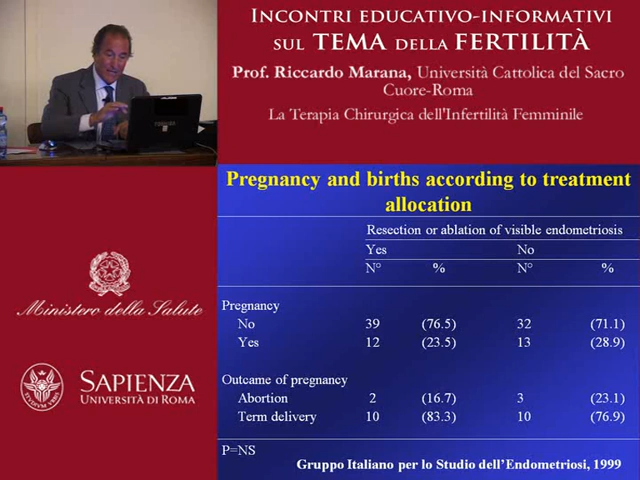 Incontri educativo-informativi
sul TEMA della FERTILITÀ
Prof. Riccardo Marana, Università Cattolica del Sacro
Cuore-Roma
La Terapia Chirurgica dell'Infertilità Femminile
Pregnancy and births according to treatment
allocation
Resection or ablation of visible endometriosis
Yes No
N° % N° %
Pregnancy
No 39 (76.5) 32 (71.1)
Yes 12 (23.5) 13 (28.9)
Outcome of pregnancy
Abortion 2 (16.7) 3 (23.1)
Term delivery 10 (83.3) 10 (76.9)
P=NS
Gruppo Italiano per lo Studio dell'Endometriosi, 1999
Ministero della Salute
SAPIENZA
UNIVERSITÀ DI ROMA